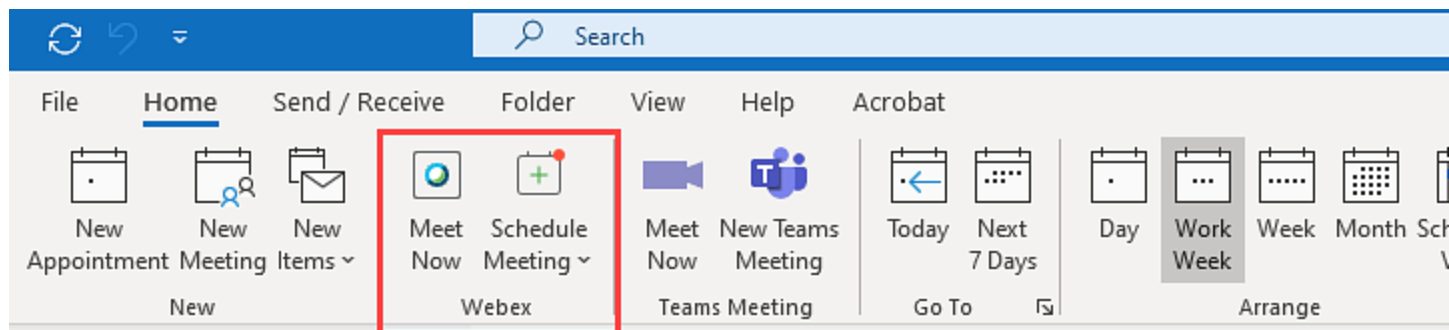 Search
File Home Send / Receive Folder View Help Acrobat
New Appointment
New Meeting
New Items
Meet Now
Schedule Meeting
Meet Now
T
New Teams Meeting
Today
Next 7 Days
Day
Work Week
Week
Month
New
Webex
Teams Meeting
Go To
Arrange